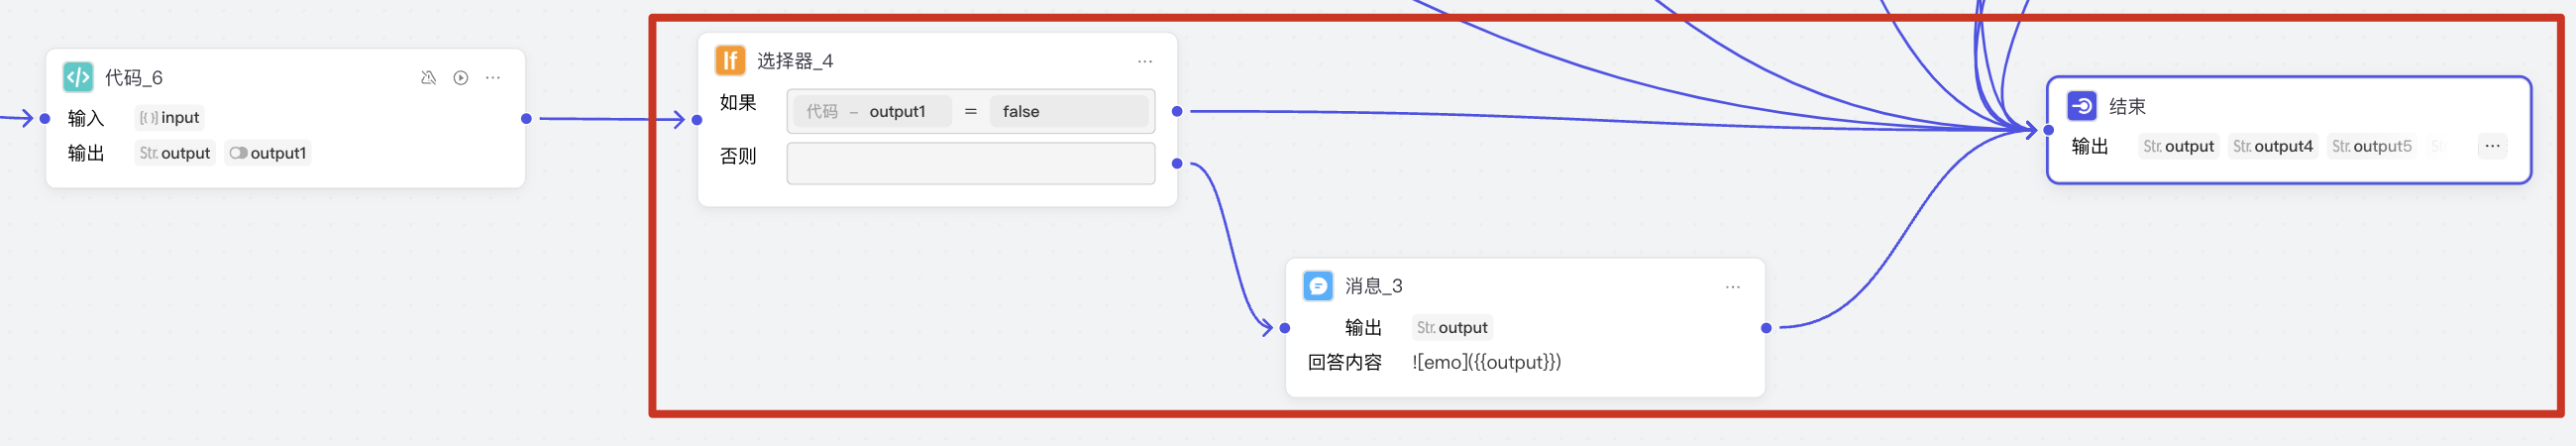 代码_6
输入 [()] input
输出 Str. output output1
If 选择器_4
如果 代码 – output1 = false
否则
消息_3
输出 Str. output
回答内容 ![emo]({{output}})
结束
输出 Str. output Str. output4 Str. output5 ...